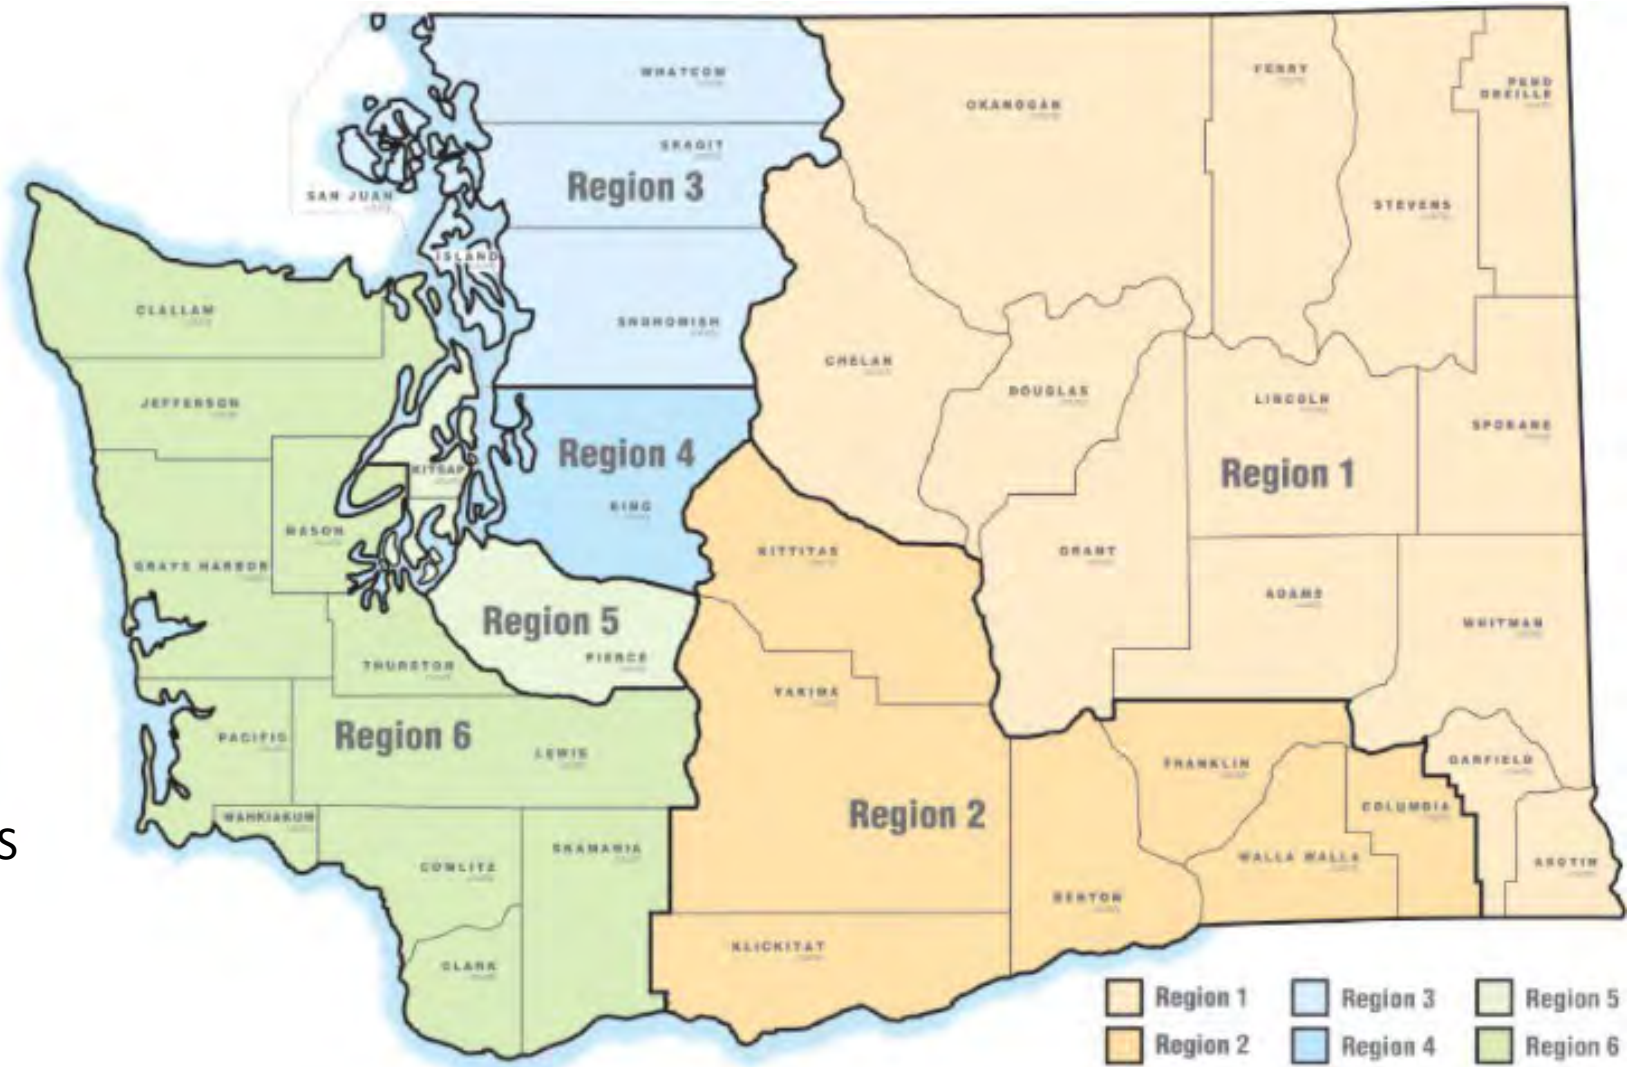 WHATCOM
OKANOGAN
FERRY
PEND
OREILLE
SKAGIT
Region 3
SAN JUAN
STEVENS
ISLAND
CLALLAM
SNOHOMISH
CHELAN
DOUGLAS
LINCOLN
JEFFERSON
SPOKANE
Region 4
KITSAP
Region 1
KING
MASON
KITTITAS
GRANT
GRAYS HARBOR
ADAMS
Region 5
WHITMAN
PIERCE
THURSTON
YAKIMA
PACIFIC
Region 6
LEWIS
FRANKLIN
GARFIELD
WAHKIAKUM
Region 2
COLUMBIA
S
SKAMANIA
WALLA WALLA
ASOTIN
COWLITZ
BENTON
KLICKITAT
CLARK
Region 1
Region 3
Region 5
Region 2
Region 4
Region 6